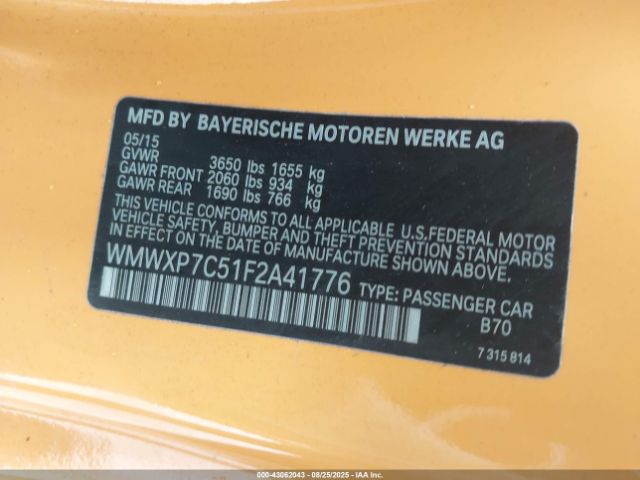 MFD BY BAYERISCHE MOTOREN WERKE AG
05/15
GVWR 3650 lbs 1655 kg
GAWR FRONT 2060 lbs 934 kg
GAWR REAR 1690 lbs 766 kg
THIS VEHICLE CONFORMS TO ALL APPLICABLE U.S.FEDERAL MOTOR
VEHICLE SAFETY, BUMPER AND THEFT PREVENTION STANDARDS
IN EFFECT ON THE DATE OF MANUFACTURE SHOWN ABOVE.
WMWXP7C51F2A41776 TYPE: PASSENGER CAR
B70
7 315 814
000-43062043 - 08/25/2025 - IAA Inc.